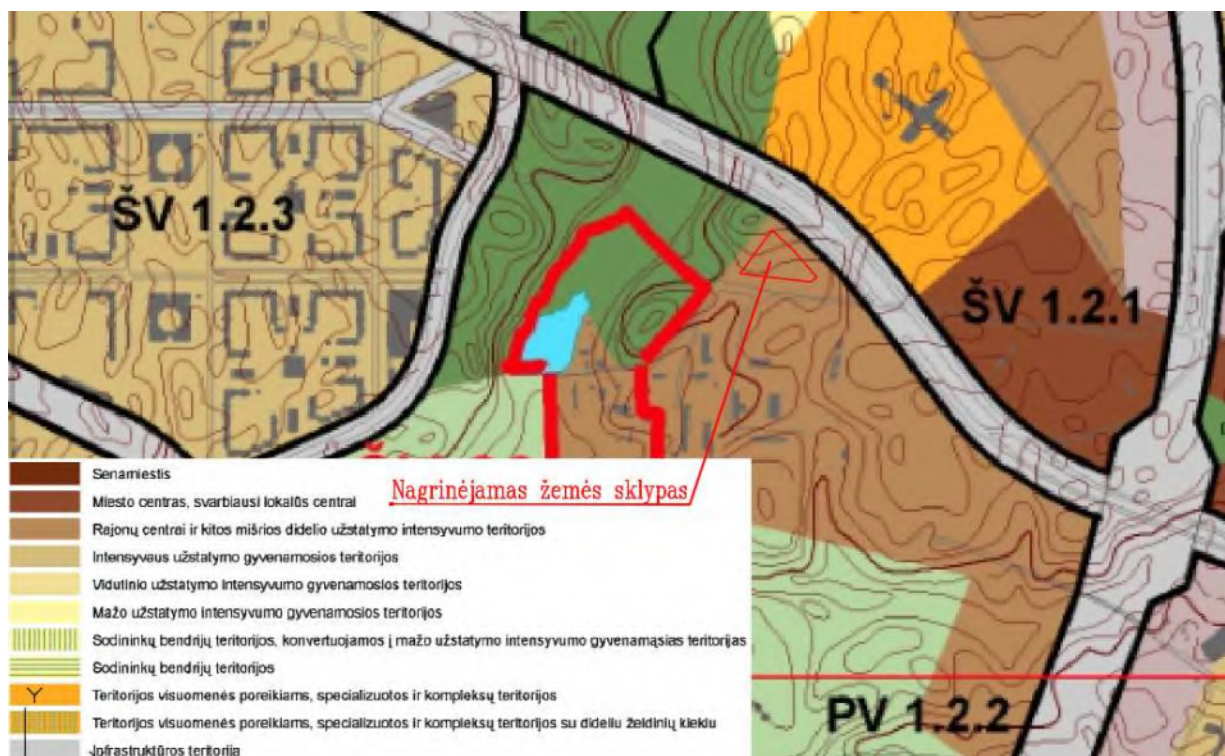 ŠV 1.2.3
ŠV 1.2.1
Nagrinėjamas žemės sklypas
PV 1.2.2
Senamiestis
Miesto centras, svarbiausi lokalūs centrai
Rajonų centrai ir kitos mišrios didelio užstatymo intensyvumo teritorijos
Intensyvaus užstatymo gyvenamosios teritorijos
Vidutinio užstatymo intensyvumo gyvenamosios teritorijos
Mažo užstatymo intensyvumo gyvenamosios teritorijos
Sodininkų bendrijų teritorijos, konvertuojamos į mažo užstatymo intensyvumo gyvenamąsias teritorijas
Sodininkų bendrijų teritorijos
Teritorijos visuomenės poreikiams, specializuotos ir kompleksų teritorijos
Teritorijos visuomenės poreikiams, specializuotos ir kompleksų teritorijos su dideliu želdinių kiekiu
Infrastruktūros teritorija